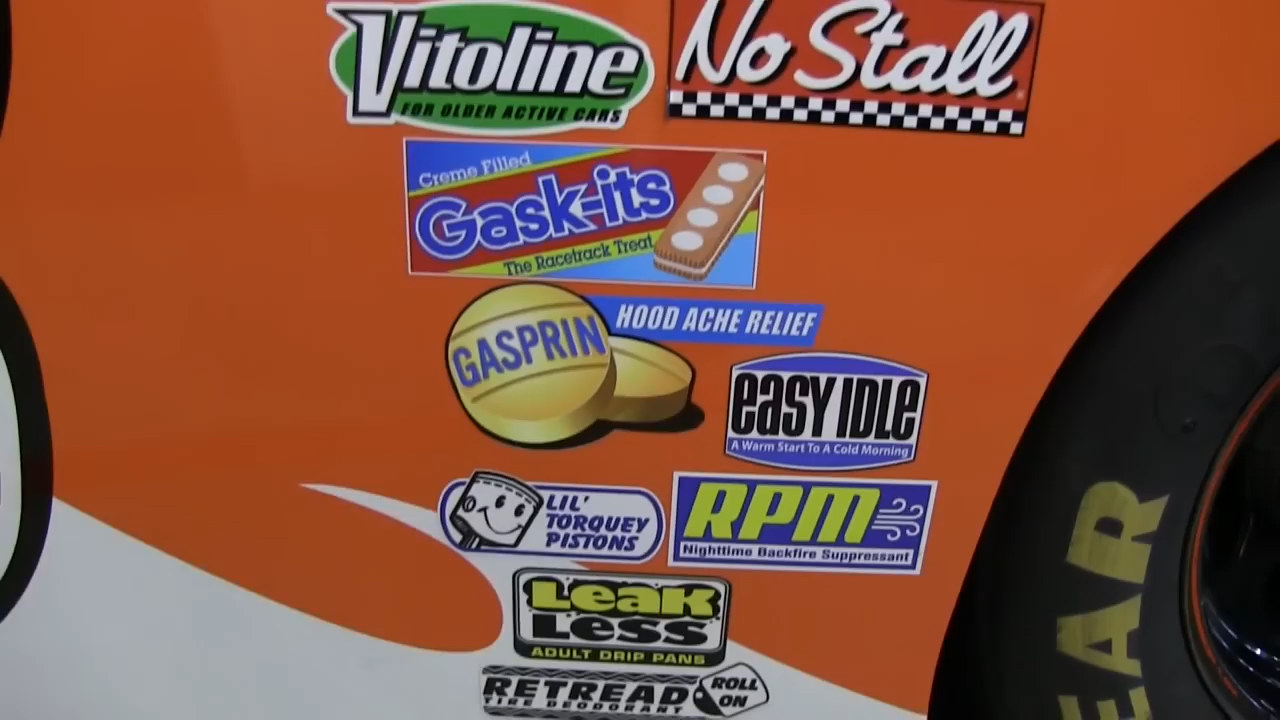 Vitoline
FOR OLDER ACTIVE CARS
No Stall
Creme Filled
Gask-its
The Racetrack Treat
GASPRIN
HOOD ACHE RELIEF
easy IDLe
A Warm Start To A Cold Morning
LIL'
TORQUEY
PISTONS
RPM
Nighttime Backfire Suppressant
Leak
Less
ADULT DRIP PANS
RETREAD
TIRE DEODORANT
ROLL
ON
EAR